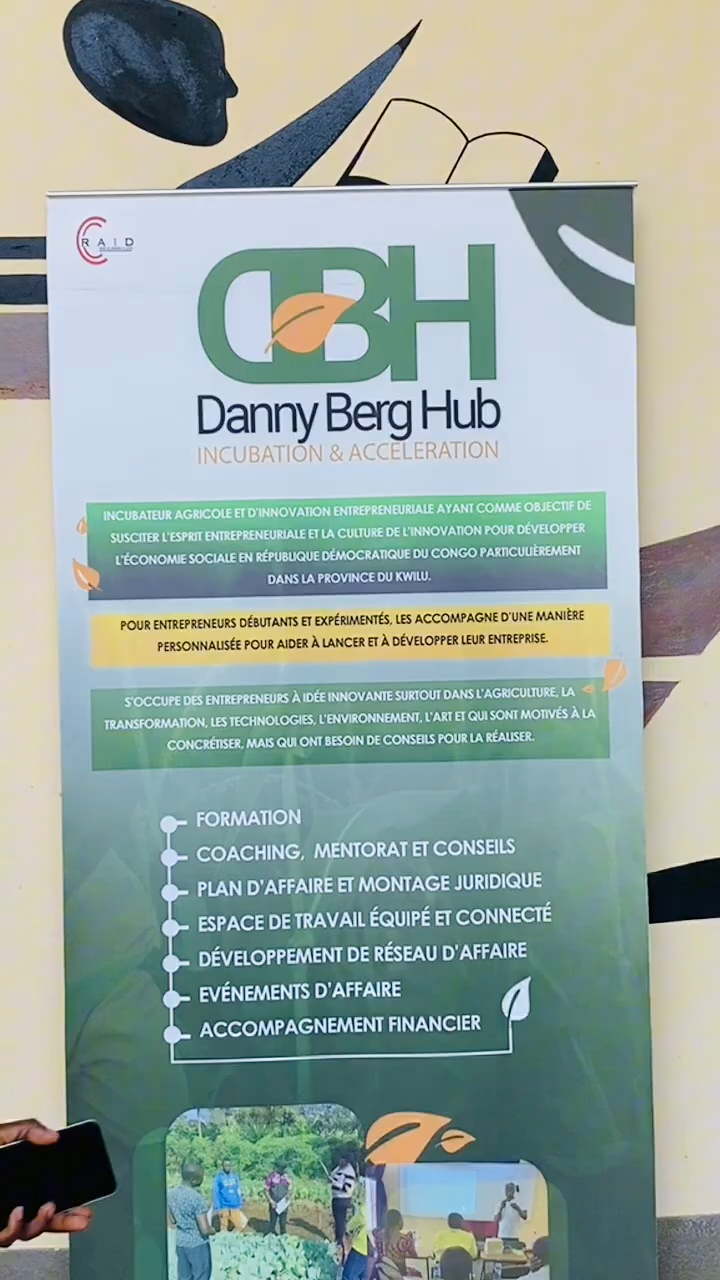 RAID
DBH
Danny Berg Hub
INCUBATION & ACCELERATION
INCUBATEUR AGRICOLE ET D'INNOVATION ENTREPRENEURIALE AYANT COMME OBJECTIF DE
SUSCITER L'ESPRIT ENTREPRENEURIALE ET LA CULTURE DE L'INNOVATION POUR DÉVELOPPER
L'ÉCONOMIE SOCIALE EN RÉPUBLIQUE DÉMOCRATIQUE DU CONGO PARTICULIÈREMENT
DANS LA PROVINCE DU KWILU.
POUR ENTREPRENEURS DÉBUTANTS ET EXPÉRIMENTÉS, LES ACCOMPAGNE D'UNE MANIÈRE
PERSONNALISÉE POUR AIDER À LANCER ET À DÉVELOPPER LEUR ENTREPRISE.
S'OCCUPE DES ENTREPRENEURS À IDÉE INNOVANTE SURTOUT DANS L'AGRICULTURE, LA
TRANSFORMATION, LES TECHNOLOGIES, L'ENVIRONNEMENT, L'ART ET QUI SONT MOTIVÉS À LA
CONCRÉTISER, MAIS QUI ONT BESOIN DE CONSEILS POUR LA RÉALISER.
FORMATION
COACHING, MENTORAT ET CONSEILS
PLAN D'AFFAIRE ET MONTAGE JURIDIQUE
ESPACE DE TRAVAIL ÉQUIPÉ ET CONNECTÉ
DÉVELOPPEMENT DE RÉSEAU D'AFFAIRE
EVÉNEMENTS D'AFFAIRE
ACCOMPAGNEMENT FINANCIER